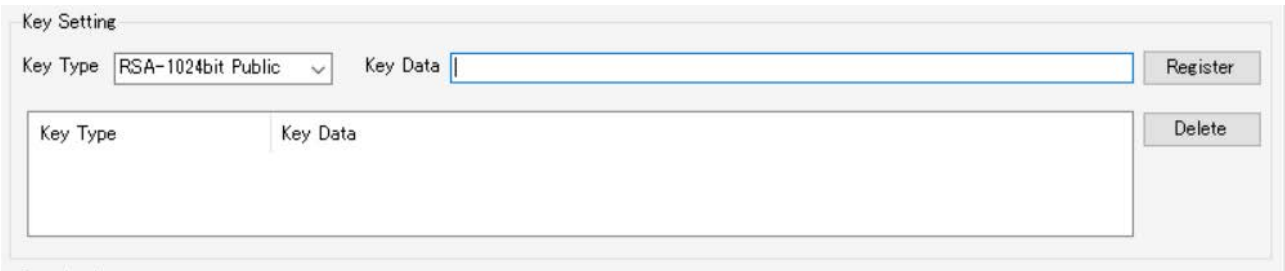 Key Setting
Key Type RSA-1024bit Public Key Data Register
Key Type Key Data Delete